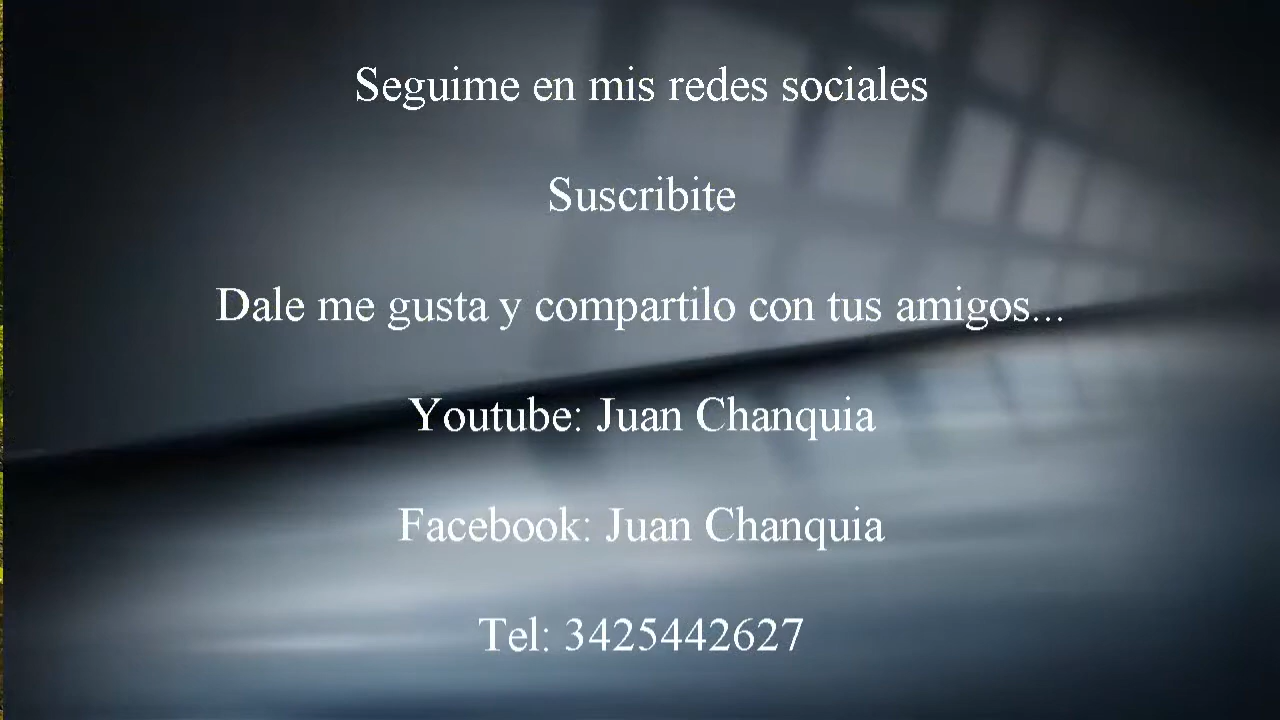 Seguime en mis redes sociales
Suscribite
Dale me gusta y compartilo con tus amigos...
Youtube: Juan Chanquia
Facebook: Juan Chanquia
Tel: 3425442627